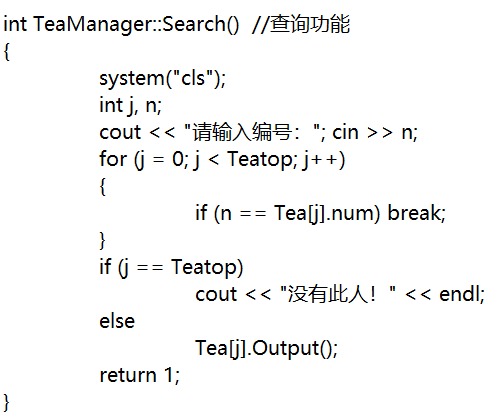 int TeaManager::Search()  //查询功能
{
system("cls");
int j, n;
cout << "请输入编号："; cin >> n;
for (j = 0; j < Teatop; j++)
{
if (n == Tea[j].num) break;
}
if (j == Teatop)
cout << "没有此人！" << endl;
else
Tea[j].Output();
return 1;
}